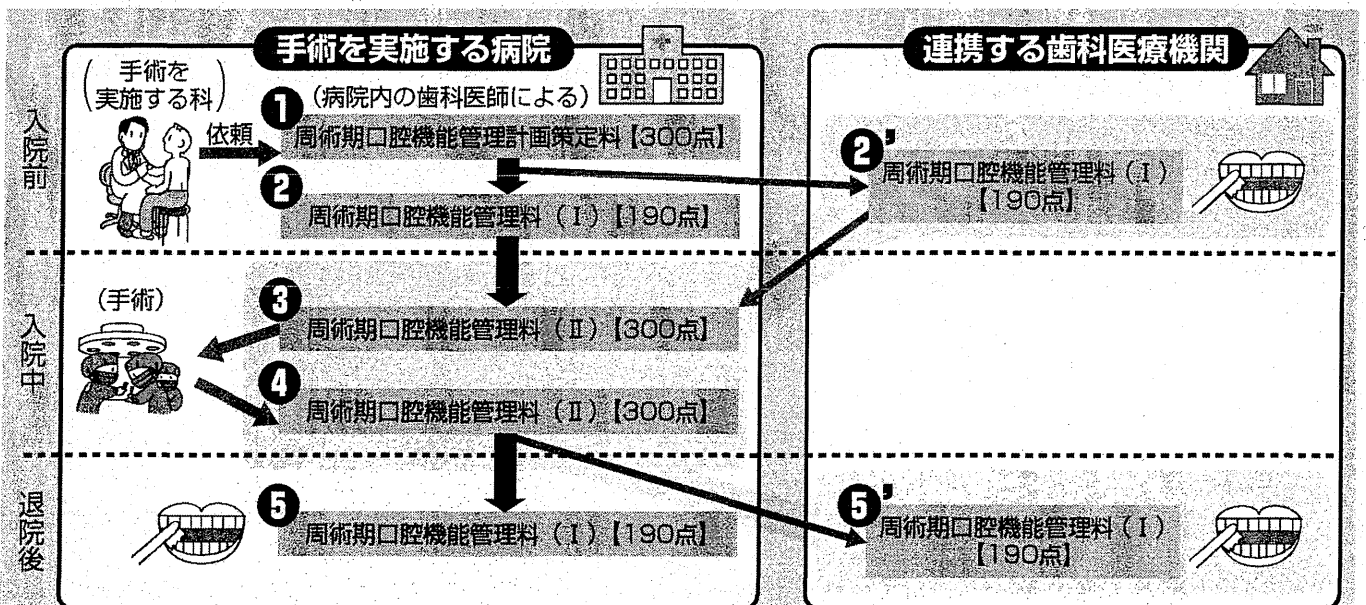 手術を実施する病院
連携する歯科医療機関
入院前
(手術を
実施する科)
依頼
❶ (病院内の歯科医師による)
周術期口腔機能管理計画策定料【300点】
❷
周術期口腔機能管理料(Ⅰ)【190点】
❷’
周術期口腔機能管理料(Ⅰ)
【190点】
入院中
(手術)
❸
周術期口腔機能管理料(Ⅱ)【300点】
❹
周術期口腔機能管理料(Ⅱ)【300点】
退院後
❺
周術期口腔機能管理料(Ⅰ)【190点】
❺’
周術期口腔機能管理料(Ⅰ)
【190点】